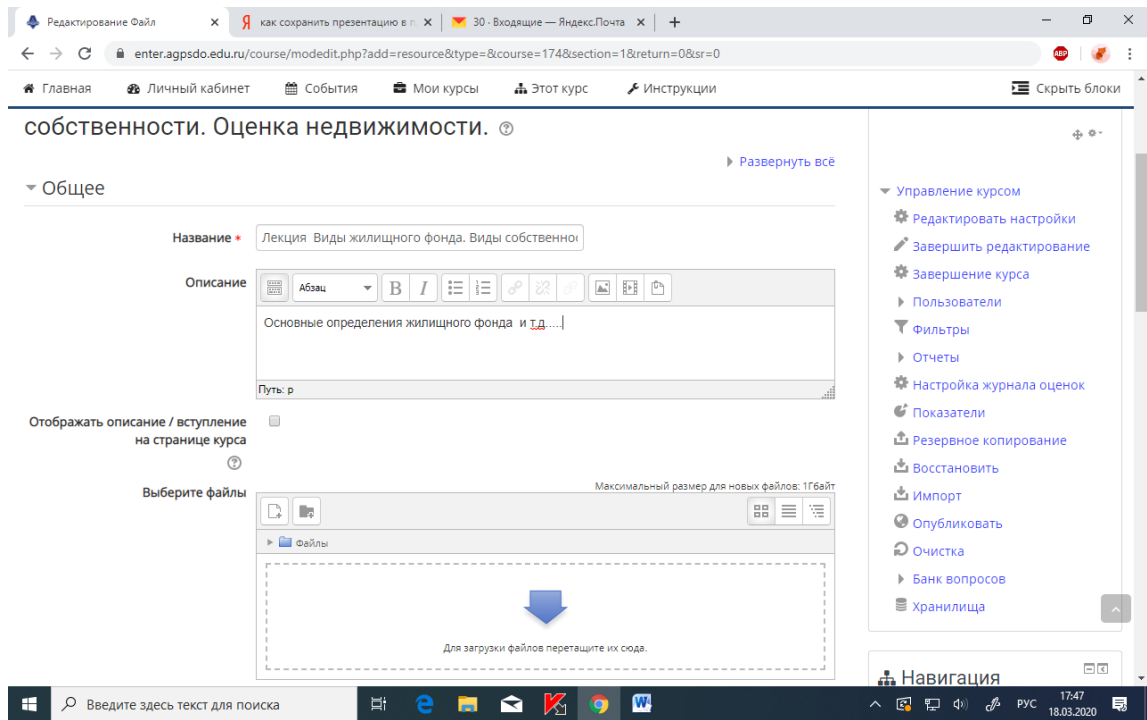 Редактирование Файл
как сохранить презентацию в п
30 · Входящие — Яндекс.Почта
enter.agpsdo.edu.ru/course/modedit.php?add=resource&type=&course=174&section=1&return=0&sr=0
ABP
Главная Личный кабинет События Мои курсы Этот курс Инструкции Скрыть блоки
собственности. Оценка недвижимости.
Развернуть всё
Общее
Название
Лекция Виды жилищного фонда. Виды собственнос
Описание
Абзац B I
Основные определения жилищного фонда и т.д.....
Путь: p
Отображать описание / вступление
на странице курса
Выберите файлы
Максимальный размер для новых файлов: 1Гбайт
Файлы
Для загрузки файлов перетащите их сюда.
Управление курсом
Редактировать настройки
Завершить редактирование
Завершение курса
Пользователи
Фильтры
Отчеты
Настройка журнала оценок
Показатели
Резервное копирование
Восстановить
Импорт
Опубликовать
Очистка
Банк вопросов
Хранилища
Навигация
Введите здесь текст для поиска
РУС
17:47
18.03.2020